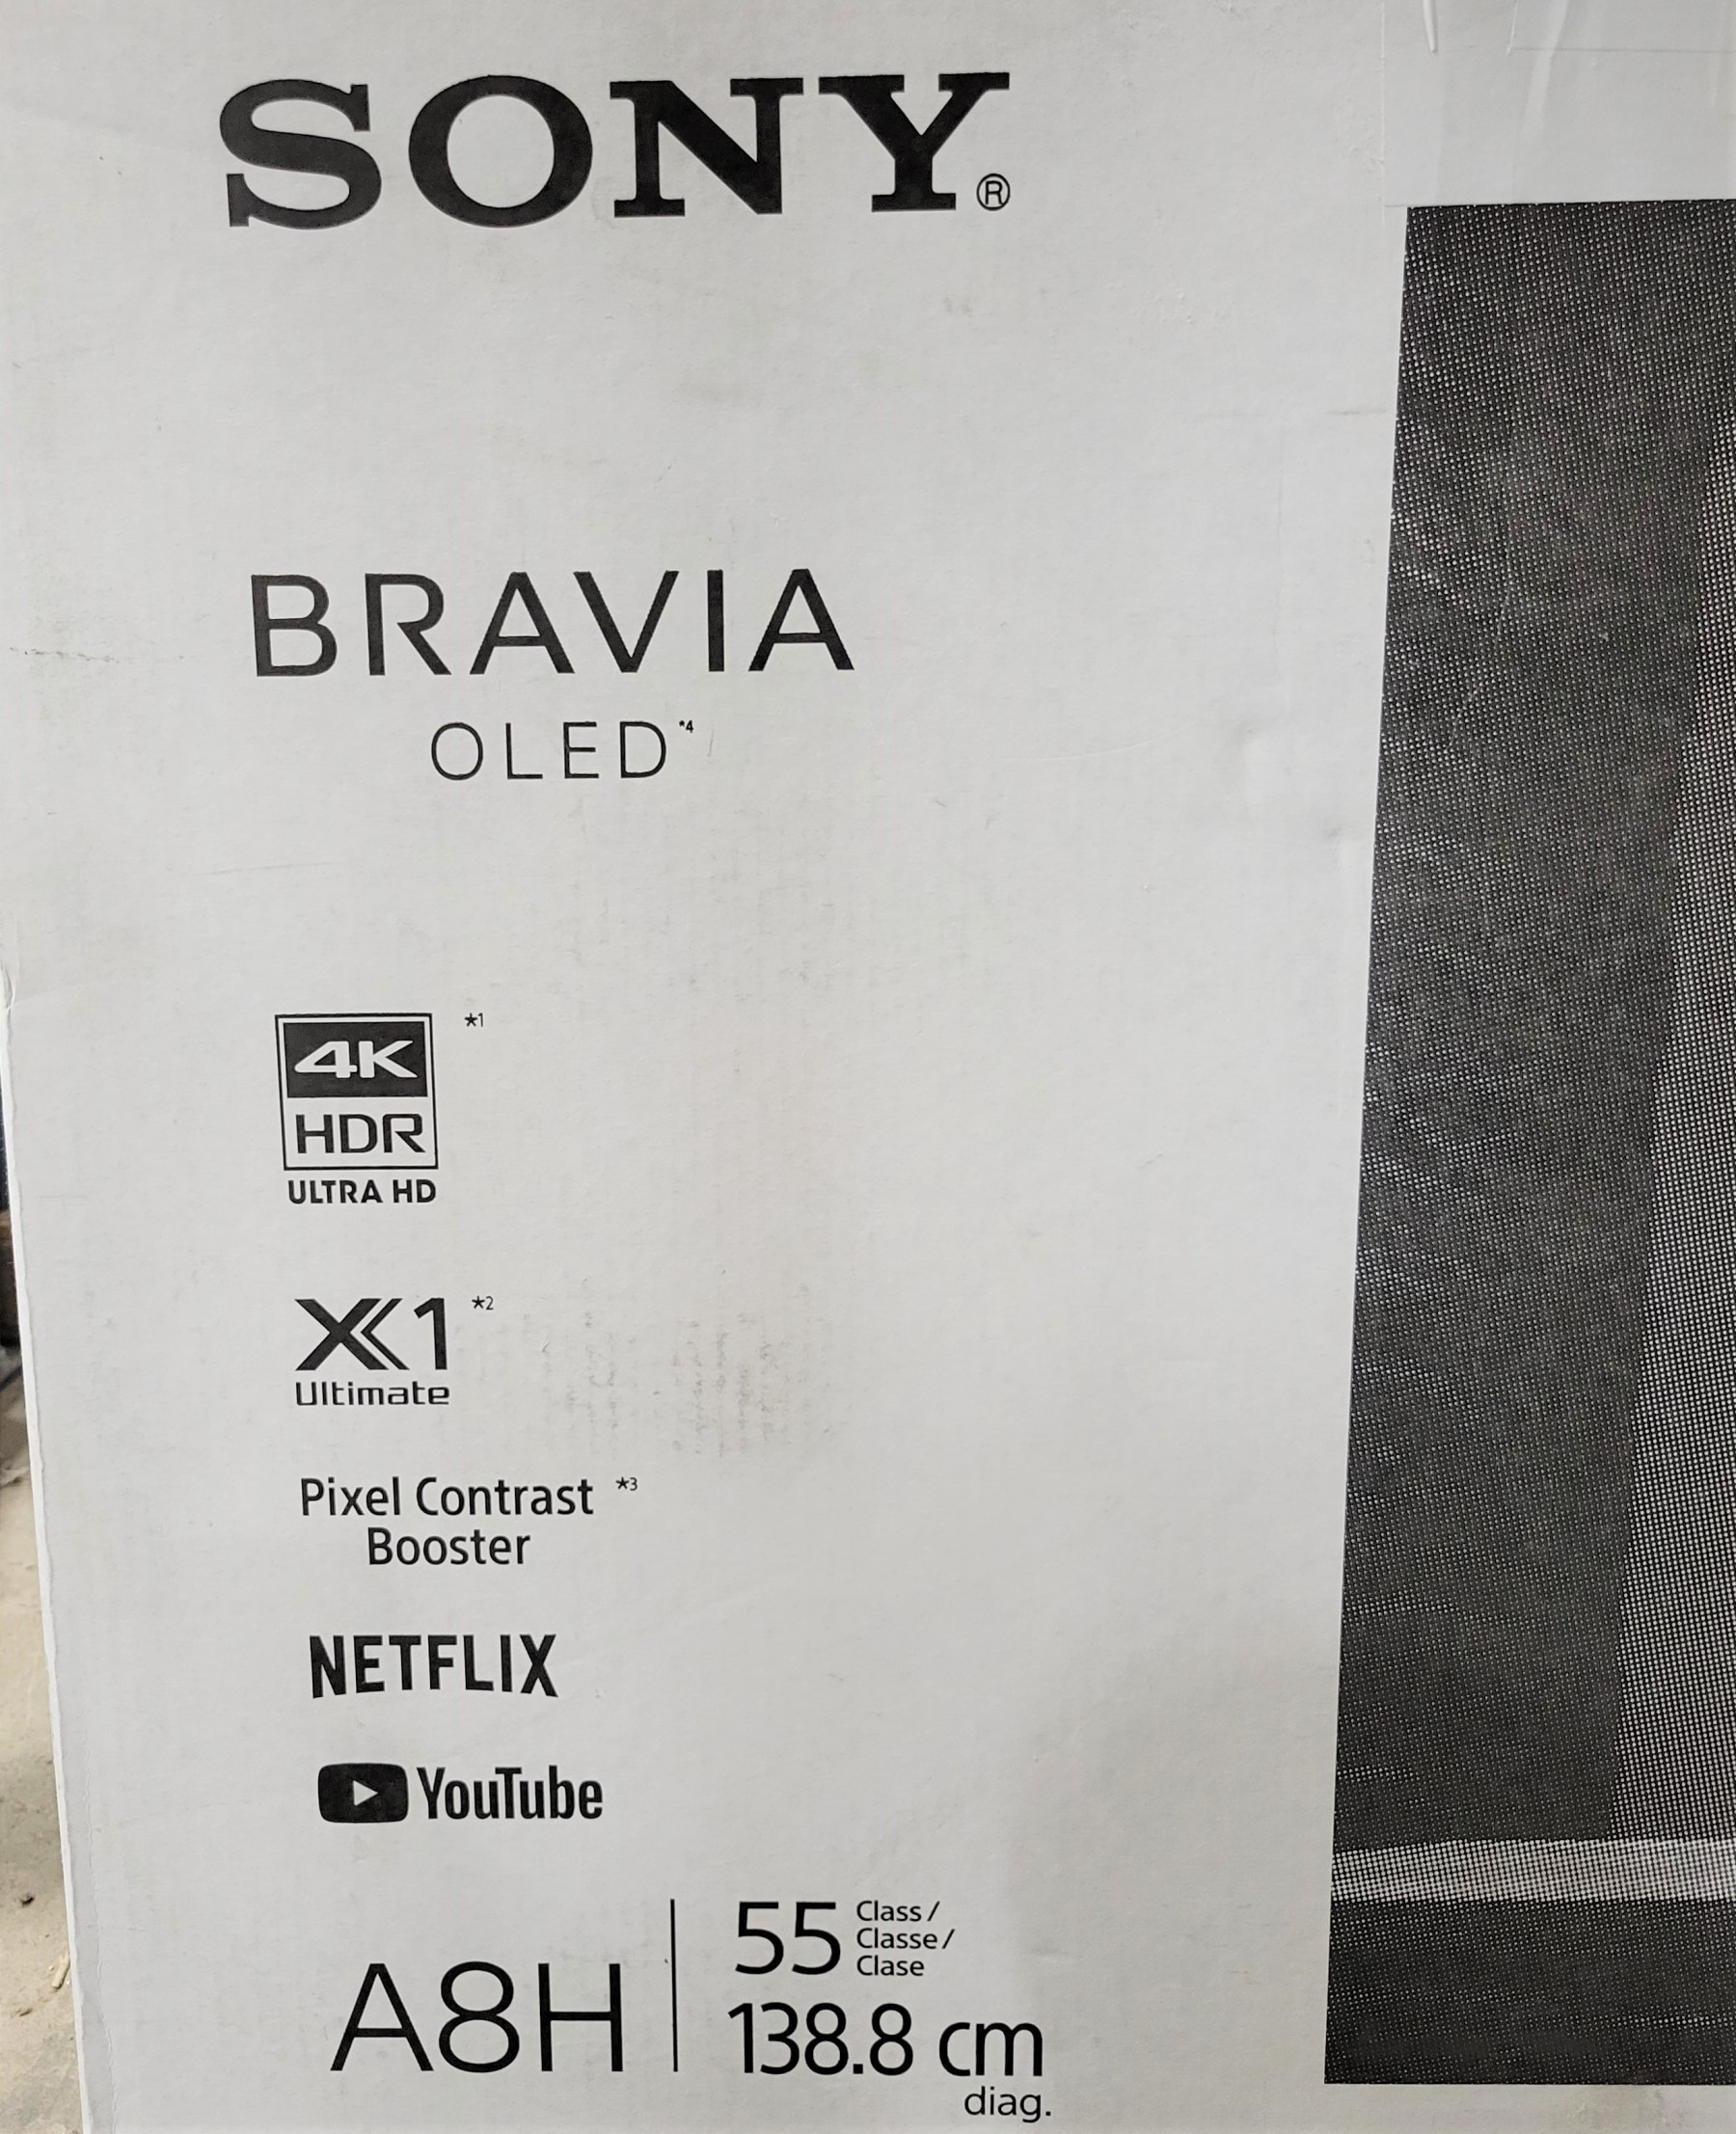 SONY®
BRAVIA
OLED*4
4K *1
HDR
ULTRA HD
X1 *2
Ultimate
Pixel Contrast *3
Booster
NETFLIX
YouTube
A8H
55 Class /
Classe /
Clase
138.8 cm
diag.